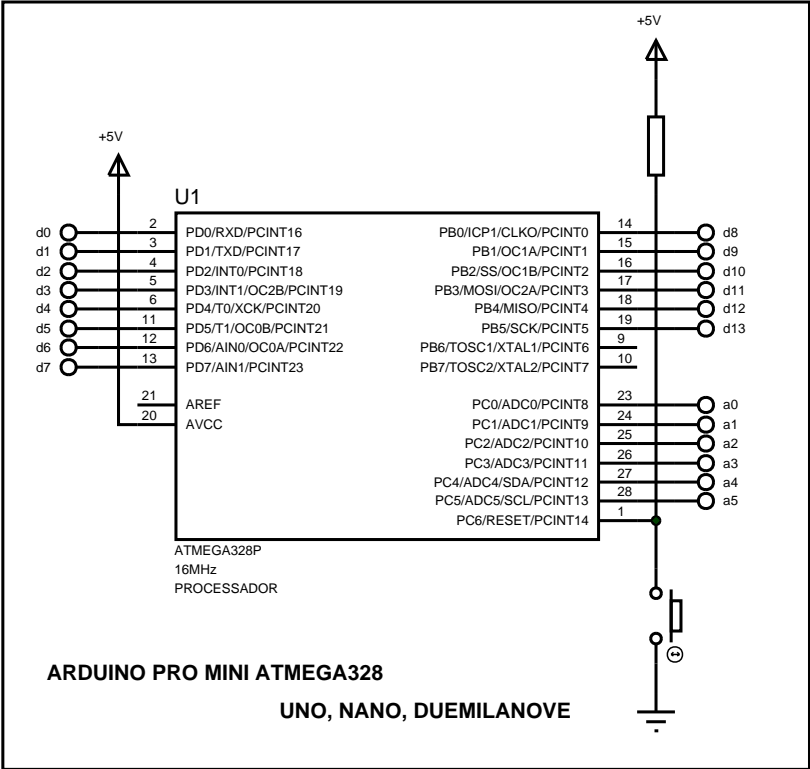 +5V
+5V
U1
d0 2 PD0/RXD/PCINT16 PB0/ICP1/CLKO/PCINT0 14 d8
d1 3 PD1/TXD/PCINT17 PB1/OC1A/PCINT1 15 d9
d2 4 PD2/INT0/PCINT18 PB2/SS/OC1B/PCINT2 16 d10
d3 5 PD3/INT1/OC2B/PCINT19 PB3/MOSI/OC2A/PCINT3 17 d11
d4 6 PD4/T0/XCK/PCINT20 PB4/MISO/PCINT4 18 d12
d5 11 PD5/T1/OC0B/PCINT21 PB5/SCK/PCINT5 19 d13
d6 12 PD6/AIN0/OC0A/PCINT22 PB6/TOSC1/XTAL1/PCINT6 9
d7 13 PD7/AIN1/PCINT23 PB7/TOSC2/XTAL2/PCINT7 10
21 AREF PC0/ADC0/PCINT8 23 a0
20 AVCC PC1/ADC1/PCINT9 24 a1
PC2/ADC2/PCINT10 25 a2
PC3/ADC3/PCINT11 26 a3
PC4/ADC4/SDA/PCINT12 27 a4
PC5/ADC5/SCL/PCINT13 28 a5
PC6/RESET/PCINT14 1
ATMEGA328P
16MHz
PROCESSADOR
ARDUINO PRO MINI ATMEGA328
UNO, NANO, DUEMILANOVE